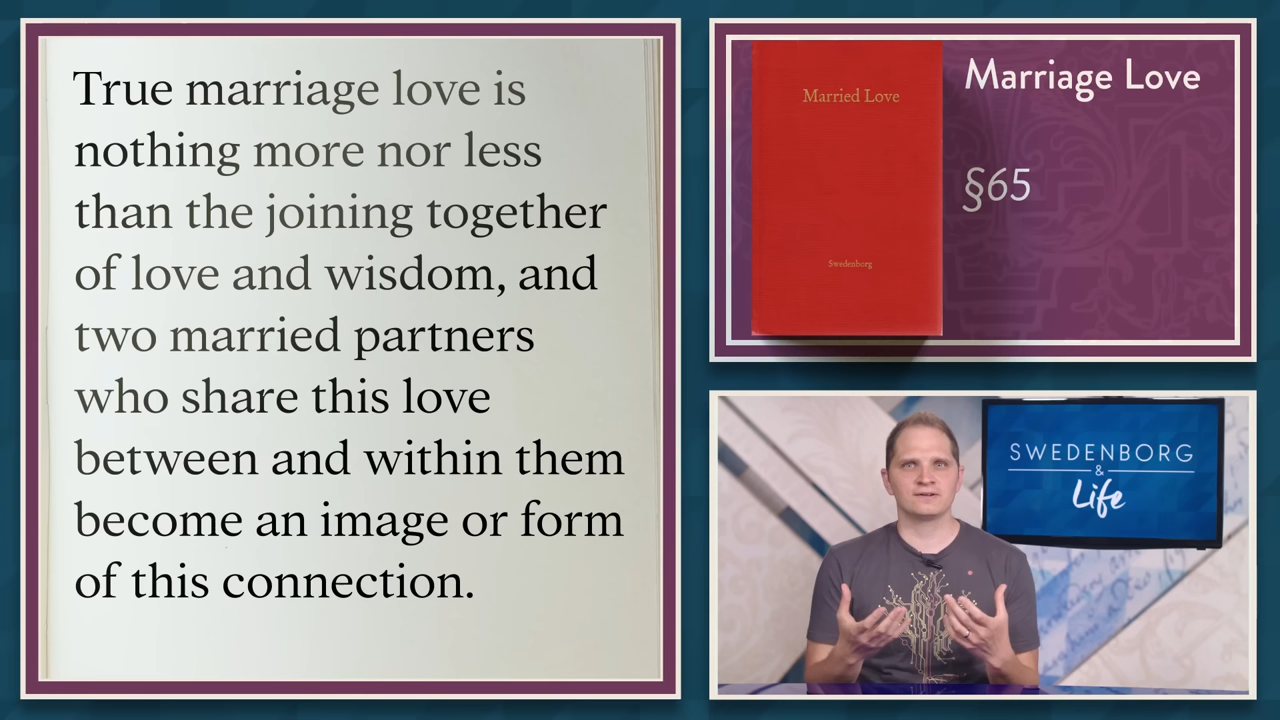 True marriage love is
nothing more nor less
than the joining together
of love and wisdom, and
two married partners
who share this love
between and within them
become an image or form
of this connection.
Married Love
Swedenborg
Marriage Love
§65
SWEDENBORG
&
Life